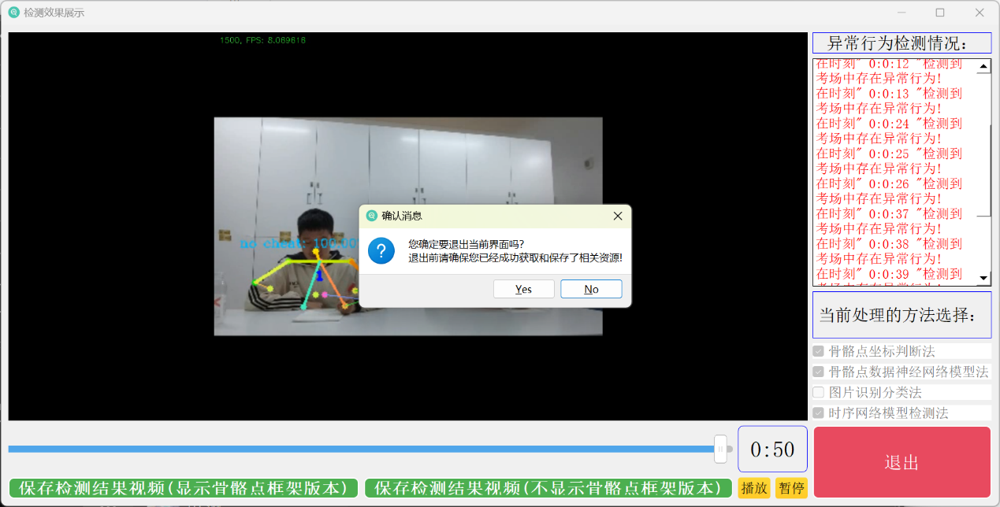 检测效果展示
1500, FPS: 8.069616
no cheat: 100.00
1
确认消息
您确定要退出当前界面吗?
退出前请确保您已经成功获取和保存了相关资源!
Yes
No
异常行为检测情况：
在时刻" 0:0:12 "检测到
考场中存在异常行为!
在时刻" 0:0:13 "检测到
考场中存在异常行为!
在时刻" 0:0:24 "检测到
考场中存在异常行为!
在时刻" 0:0:25 "检测到
考场中存在异常行为!
在时刻" 0:0:26 "检测到
考场中存在异常行为!
在时刻" 0:0:37 "检测到
考场中存在异常行为!
在时刻" 0:0:38 "检测到
考场中存在异常行为!
在时刻" 0:0:39 "检测到
当前处理的方法选择：
骨骼点坐标判断法
骨骼点数据神经网络模型法
图片识别分类法
时序网络模型检测法
0:50
退出
保存检测结果视频(显示骨骼点框架版本)
保存检测结果视频(不显示骨骼点框架版本)
播放
暂停